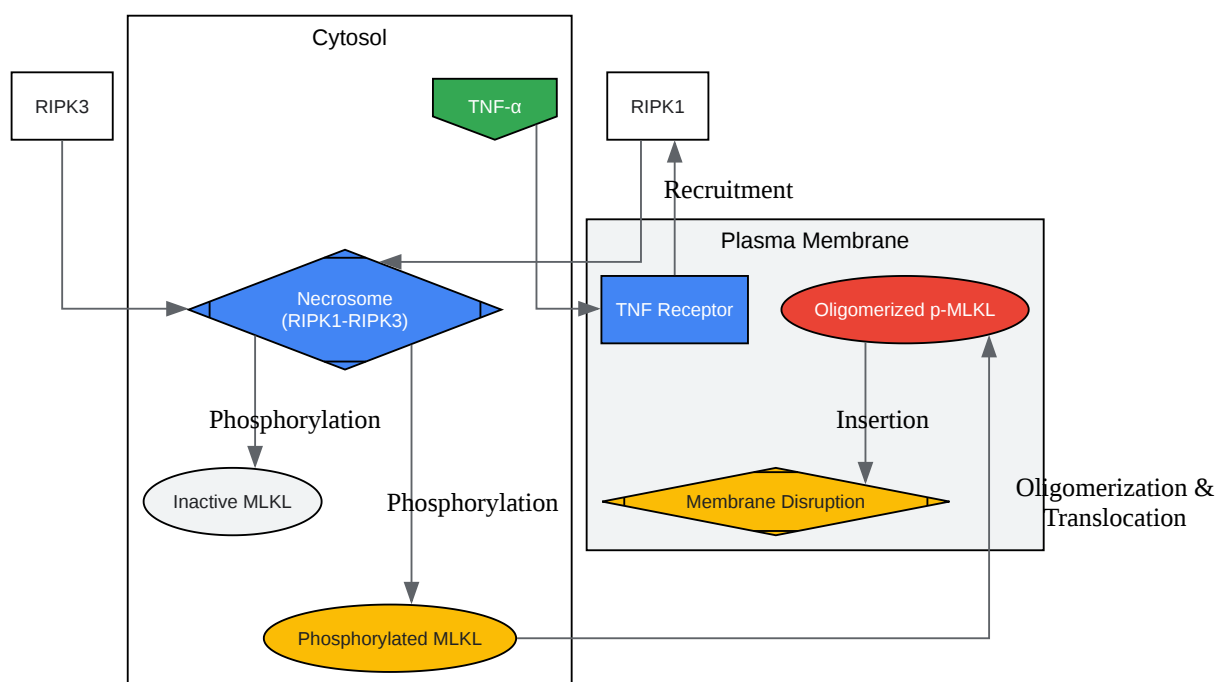 Cytosol
RIPK3
TNF-α
RIPK1
Recruitment
Plasma Membrane
Necrosome
(RIPK1-RIPK3)
TNF Receptor
Oligomerized p-MLKL
Phosphorylation
Insertion
Inactive MLKL
Phosphorylation
Membrane Disruption
Oligomerization &
Translocation
Phosphorylated MLKL